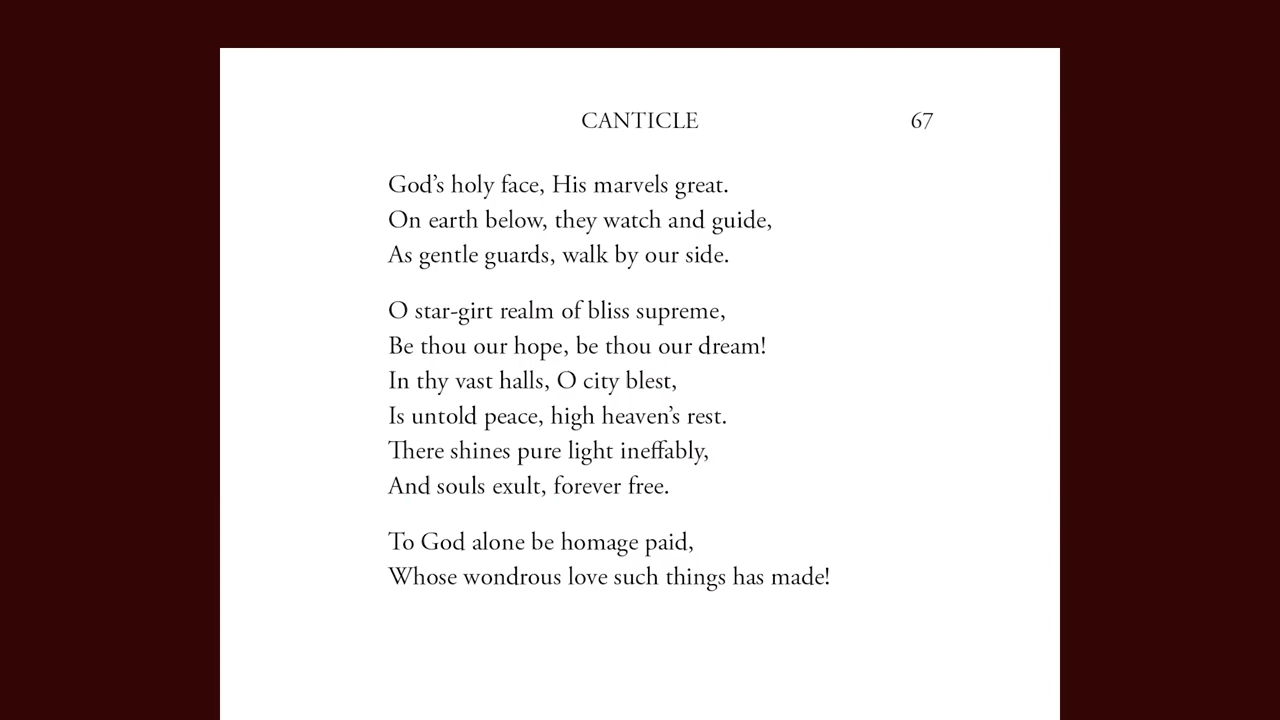 CANTICLE 67
God’s holy face, His marvels great.
On earth below, they watch and guide,
As gentle guards, walk by our side.
O star-girt realm of bliss supreme,
Be thou our hope, be thou our dream!
In thy vast halls, O city blest,
Is untold peace, high heaven’s rest.
There shines pure light ineffably,
And souls exult, forever free.
To God alone be homage paid,
Whose wondrous love such things has made!